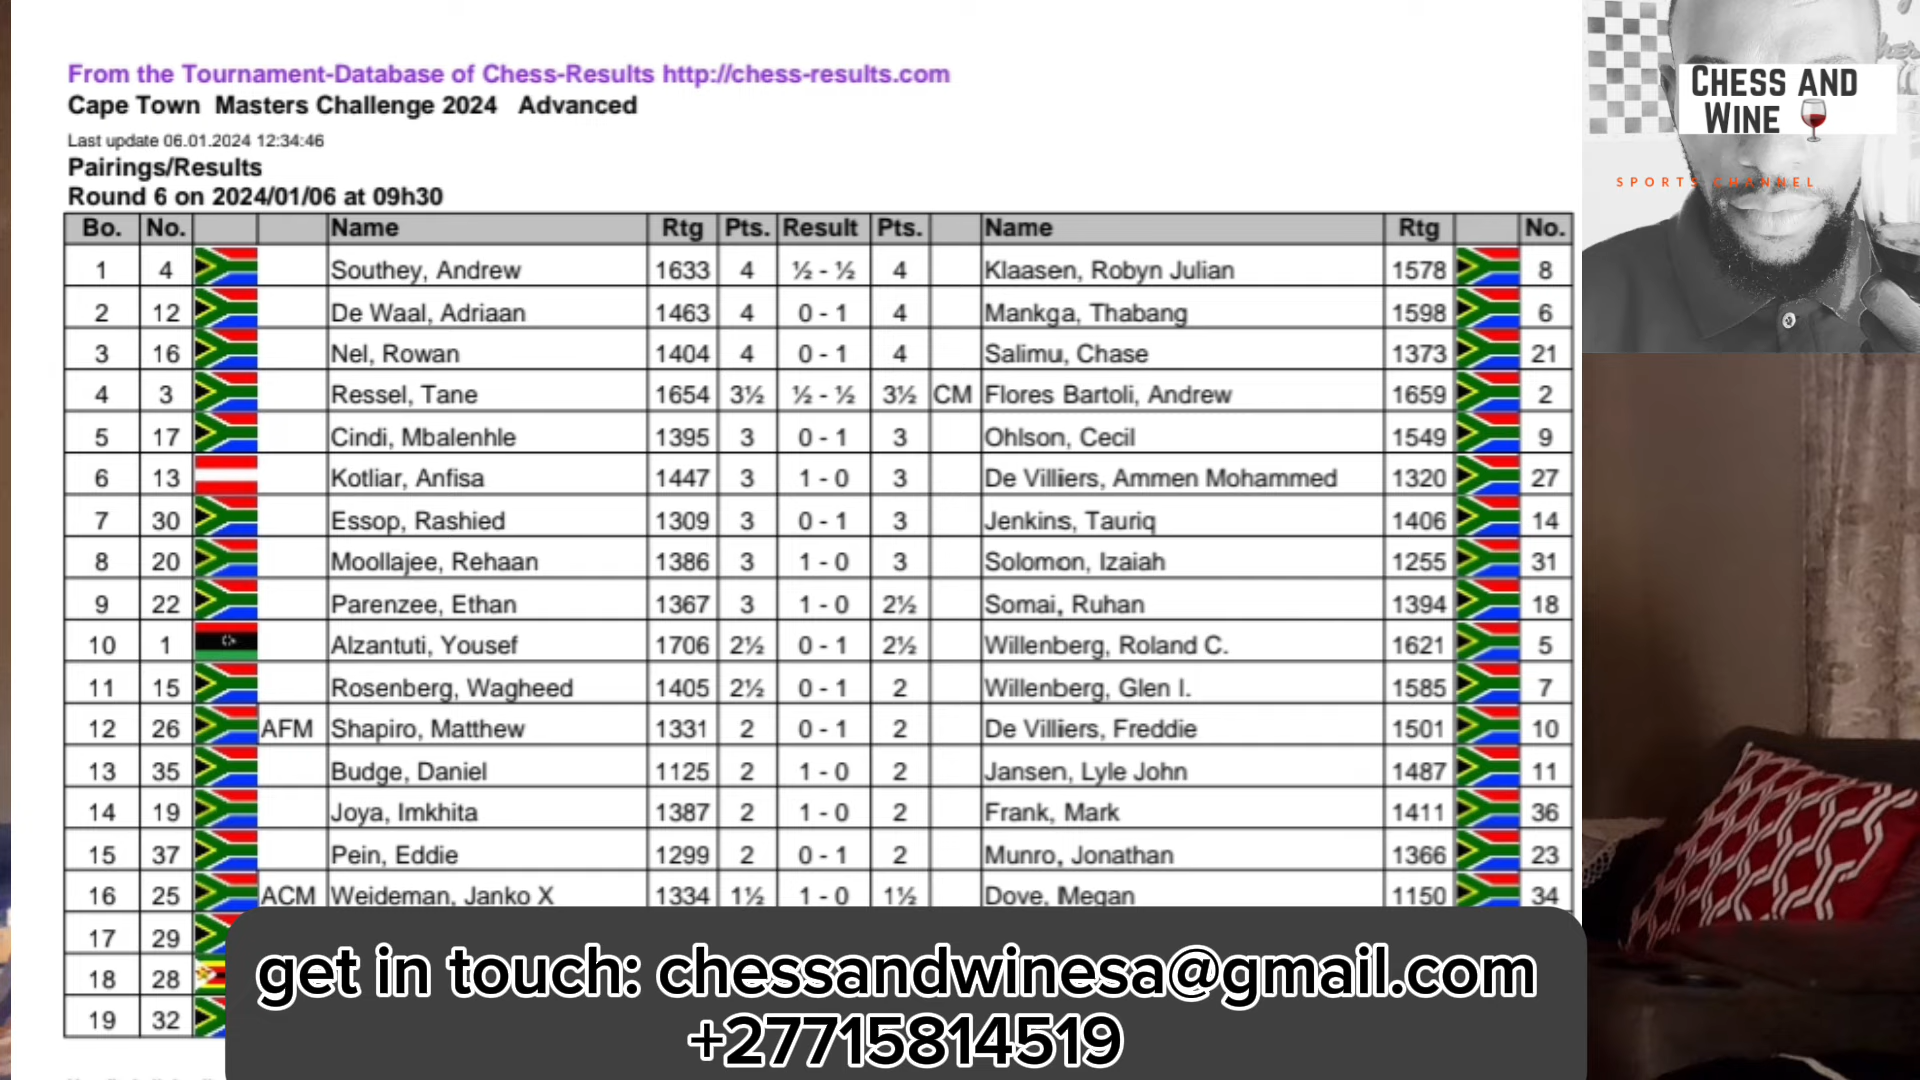 From the Tournament-Database of Chess-Results http://chess-results.com
Cape Town Masters Challenge 2024 Advanced
Last update 06.01.2024 12:34:46
Pairings/Results
Round 6 on 2024/01/06 at 09h30
Bo. No. Name Rtg Pts. Result Pts. Name Rtg No.
1 4 Southey, Andrew 1633 4 ½ - ½ 4 Klaasen, Robyn Julian 1578 8
2 12 De Waal, Adriaan 1463 4 0 - 1 4 Mankga, Thabang 1598 6
3 16 Nel, Rowan 1404 4 0 - 1 4 Salimu, Chase 1373 21
4 3 Ressel, Tane 1654 3½ ½ - ½ 3½ CM Flores Bartoli, Andrew 1659 2
5 17 Cindi, Mbalenhle 1395 3 0 - 1 3 Ohlson, Cecil 1549 9
6 13 Kotliar, Anfisa 1447 3 1 - 0 3 De Villiers, Ammen Mohammed 1320 27
7 30 Essop, Rashied 1309 3 0 - 1 3 Jenkins, Tauriq 1406 14
8 20 Moollajee, Rehaan 1386 3 1 - 0 3 Solomon, Izaiah 1255 31
9 22 Parenzee, Ethan 1367 3 1 - 0 2½ Somai, Ruhan 1394 18
10 1 Alzantuti, Yousef 1706 2½ 0 - 1 2½ Willenberg, Roland C. 1621 5
11 15 Rosenberg, Wagheed 1405 2½ 0 - 1 2 Willenberg, Glen I. 1585 7
12 26 AFM Shapiro, Matthew 1331 2 0 - 1 2 De Villiers, Freddie 1501 10
13 35 Budge, Daniel 1125 2 1 - 0 2 Jansen, Lyle John 1487 11
14 19 Joya, Imkhita 1387 2 1 - 0 2 Frank, Mark 1411 36
15 37 Pein, Eddie 1299 2 0 - 1 2 Munro, Jonathan 1366 23
16 25 ACM Weideman, Janko X 1334 1½ 1 - 0 1½ Dove, Megan 1150 34
17 29
18 28
19 32
get in touch: chessandwinesa@gmail.com
+27715814519
CHESS AND
WINE
SPORTS CHANNEL